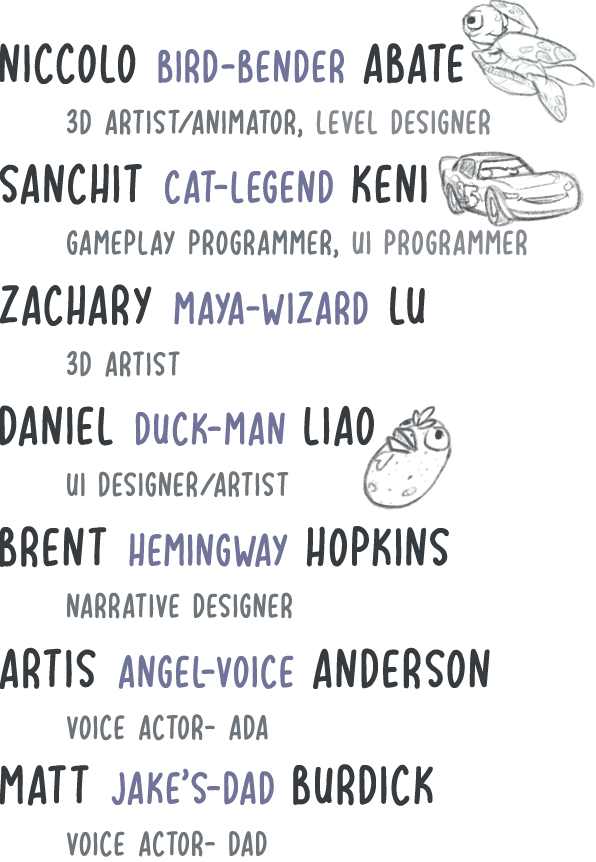 NICCOLO BIRD-BENDER ABATE
3D ARTIST/ANIMATOR, LEVEL DESIGNER
SANCHIT CAT-LEGEND KENI
GAMEPLAY PROGRAMMER, UI PROGRAMMER
ZACHARY MAYA-WIZARD LU
3D ARTIST
DANIEL DUCK-MAN LIAO
UI DESIGNER/ARTIST
BRENT HEMINGWAY HOPKINS
NARRATIVE DESIGNER
ARTIS ANGEL-VOICE ANDERSON
VOICE ACTOR- ADA
MATT JAKE'S-DAD BURDICK
VOICE ACTOR- DAD